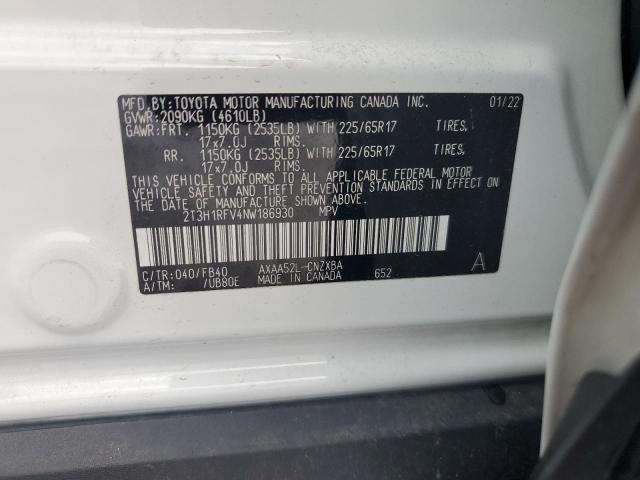 MFD.BY:TOYOTA MOTOR MANUFACTURING CANADA INC. 01/22
GVWR:2090KG (4610LB)
GAWR:FRT. 1150KG (2535LB) WITH 225/65R17 TIRES,
17x7.0J RIMS.
RR. 1150KG (2535LB) WITH 225/65R17 TIRES,
17x7.0J RIMS.
THIS VEHICLE CONFORMS TO ALL APPLICABLE FEDERAL MOTOR
VEHICLE SAFETY AND THEFT PREVENTION STANDARDS IN EFFECT
ON THE DATE OF MANUFACTURE SHOWN ABOVE.
2T3H1RFV4NW186930 MPV
C/TR:040/FB40 AXAA52L-CNZXBA 652 A
A/TM: /UB80E MADE IN CANADA